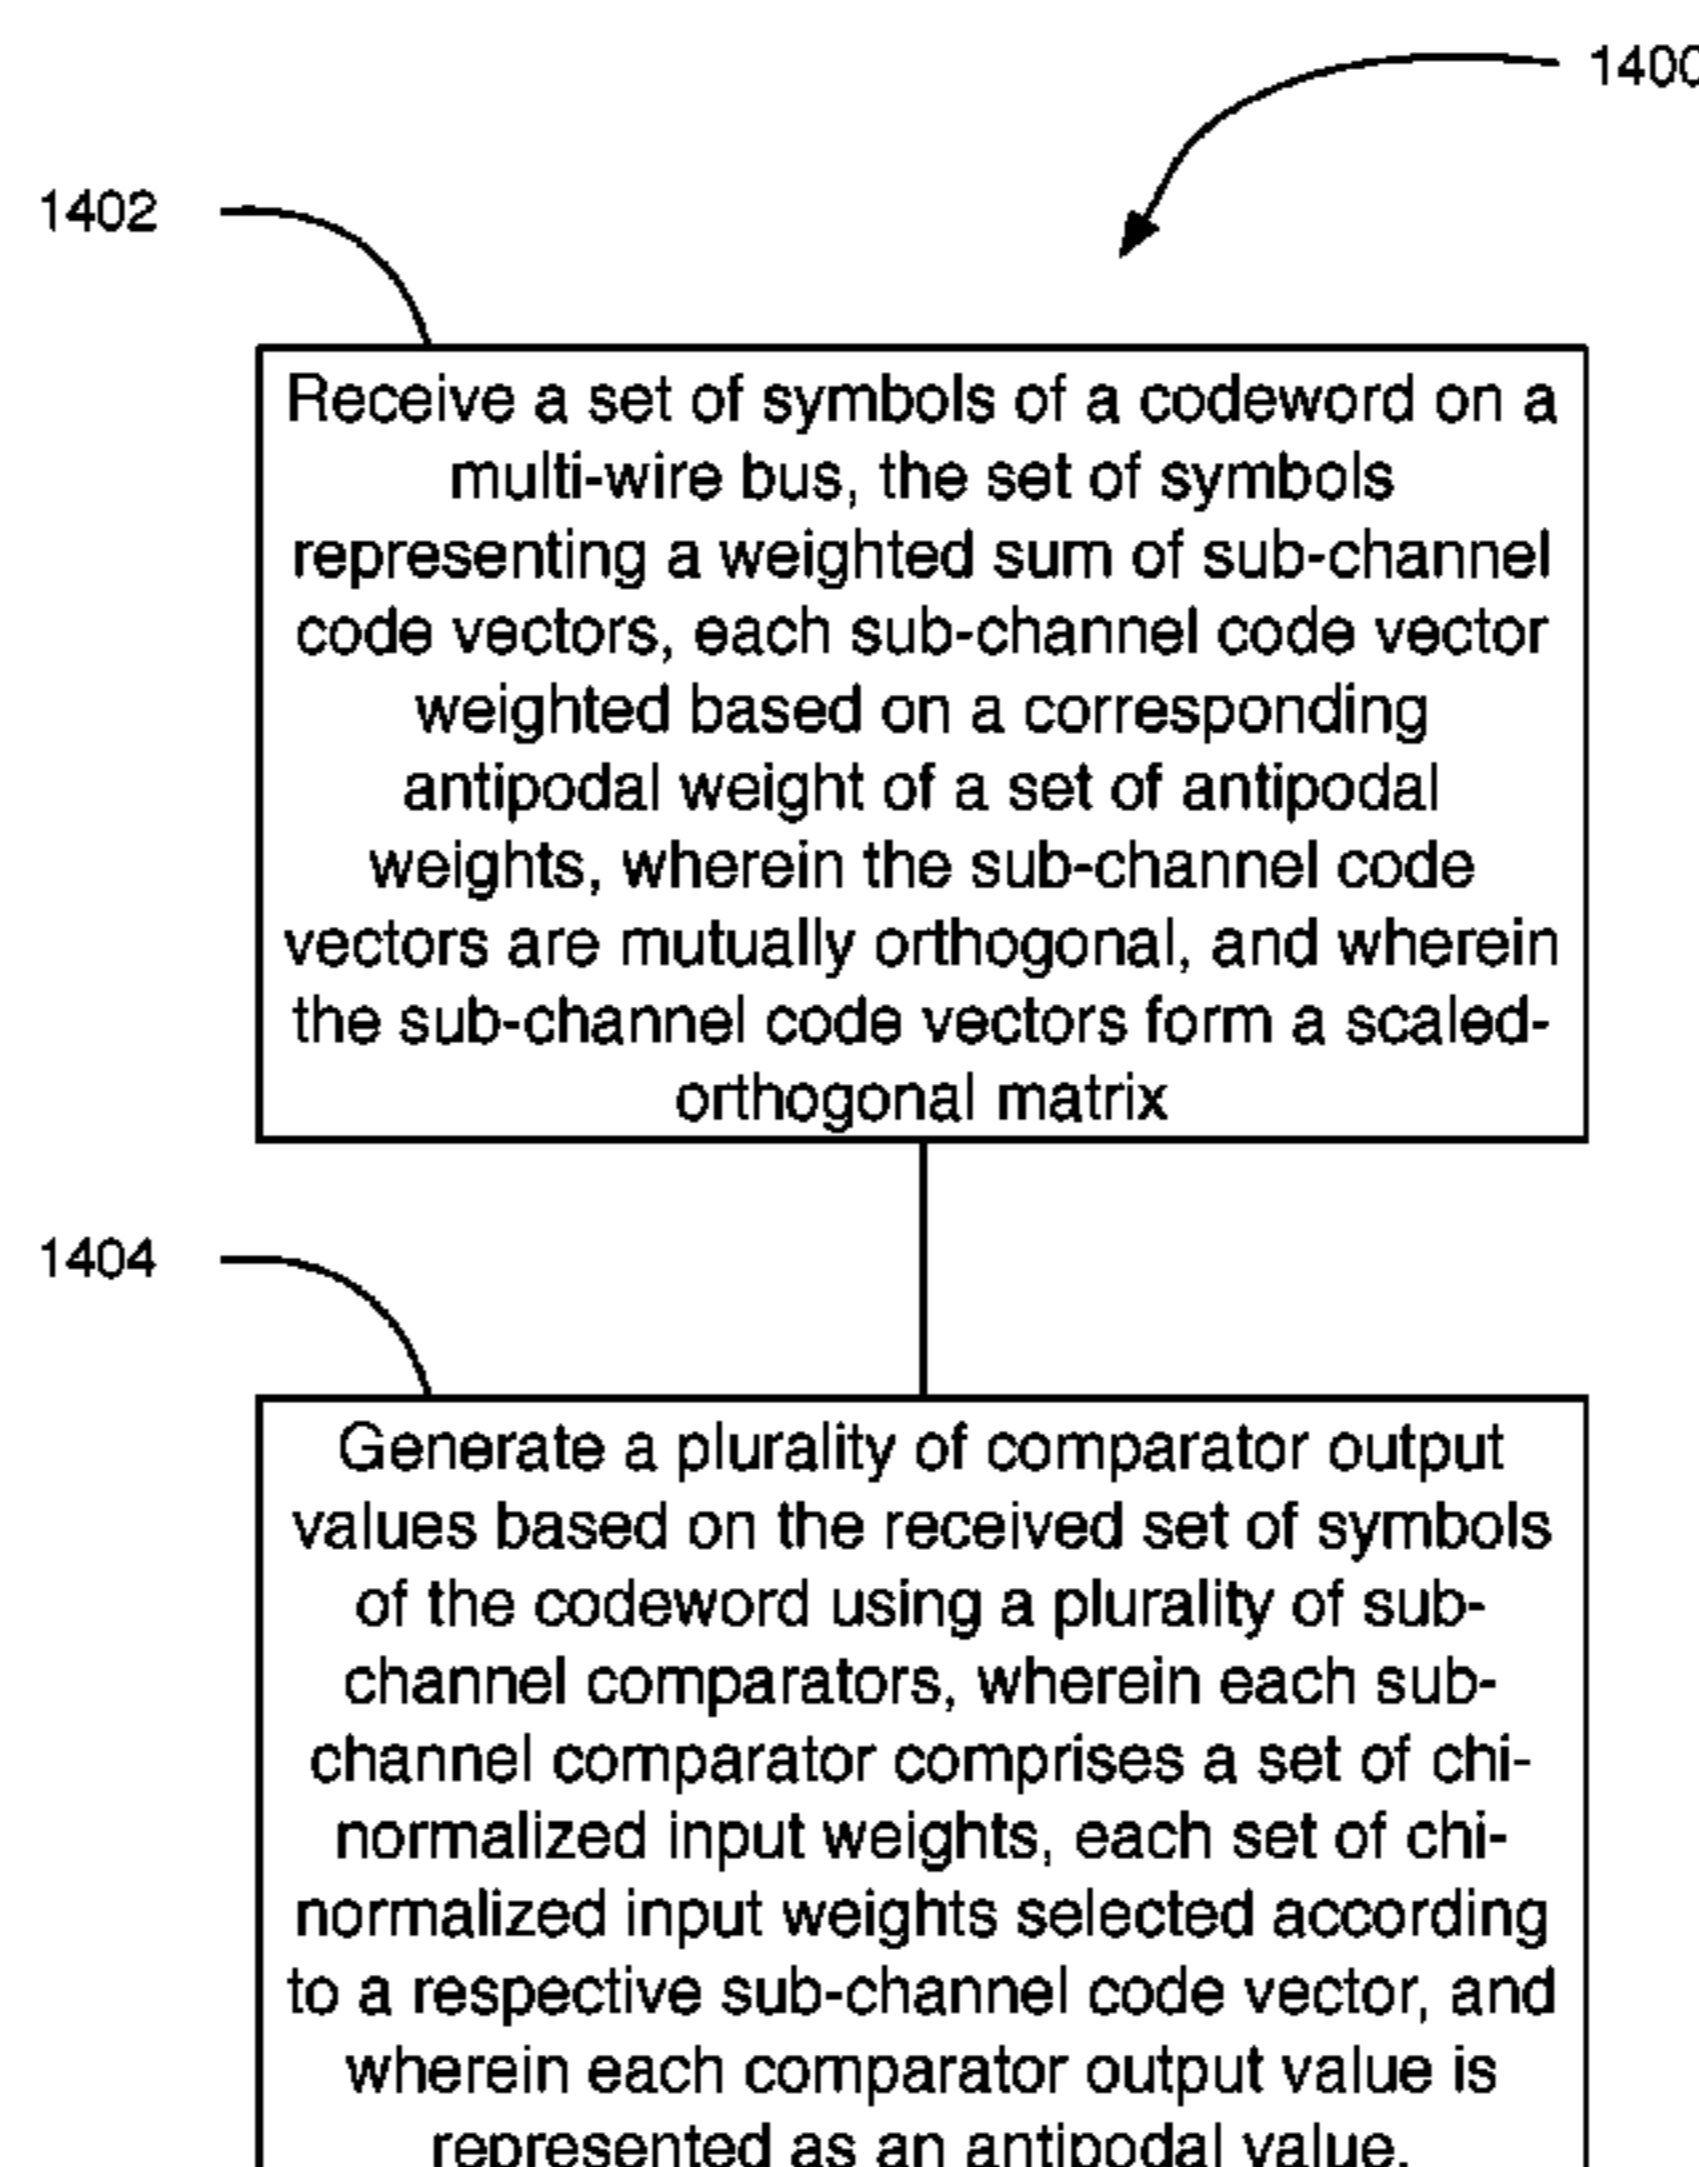 1400
1402
Receive a set of symbols of a codeword on a
multi-wire bus, the set of symbols
representing a weighted sum of sub-channel
code vectors, each sub-channel code vector
weighted based on a corresponding
antipodal weight of a set of antipodal
weights, wherein the sub-channel code
vectors are mutually orthogonal, and wherein
the sub-channel code vectors form a scaled-
orthogonal matrix
1404
Generate a plurality of comparator output
values based on the received set of symbols
of the codeword using a plurality of sub-
channel comparators, wherein each sub-
channel comparator comprises a set of chi-
normalized input weights, each set of chi-
normalized input weights selected according
to a respective sub-channel code vector, and
wherein each comparator output value is
represented as an antipodal value.